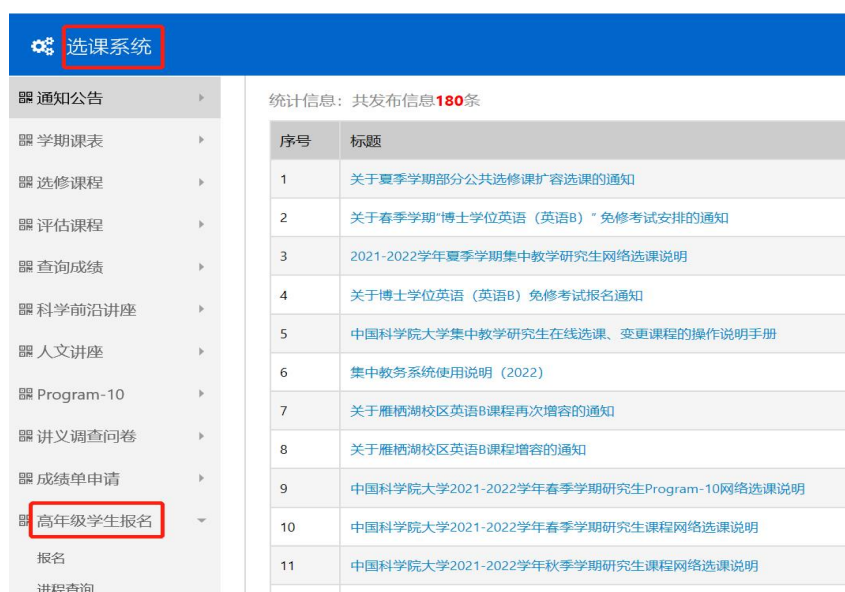 选课系统
通知公告
学期课表
选修课程
评估课程
查询成绩
科学前沿讲座
人文讲座
Program-10
讲义调查问卷
成绩单申请
高年级学生报名
报名
进程查询
统计信息：共发布信息180条
序号 标题
1 关于夏季学期部分公共选修课扩容选课的通知
2 关于春季学期“博士学位英语（英语B）”免修考试安排的通知
3 2021-2022学年夏季学期集中教学研究生网络选课说明
4 关于博士学位英语（英语B）免修考试报名通知
5 中国科学院大学集中教学研究生在线选课、变更课程的操作说明手册
6 集中教务系统使用说明（2022）
7 关于雁栖湖校区英语B课程再次增容的通知
8 关于雁栖湖校区英语B课程增容的通知
9 中国科学院大学2021-2022学年春季学期研究生Program-10网络选课说明
10 中国科学院大学2021-2022学年春季学期研究生课程网络选课说明
11 中国科学院大学2021-2022学年秋季学期研究生课程网络选课说明